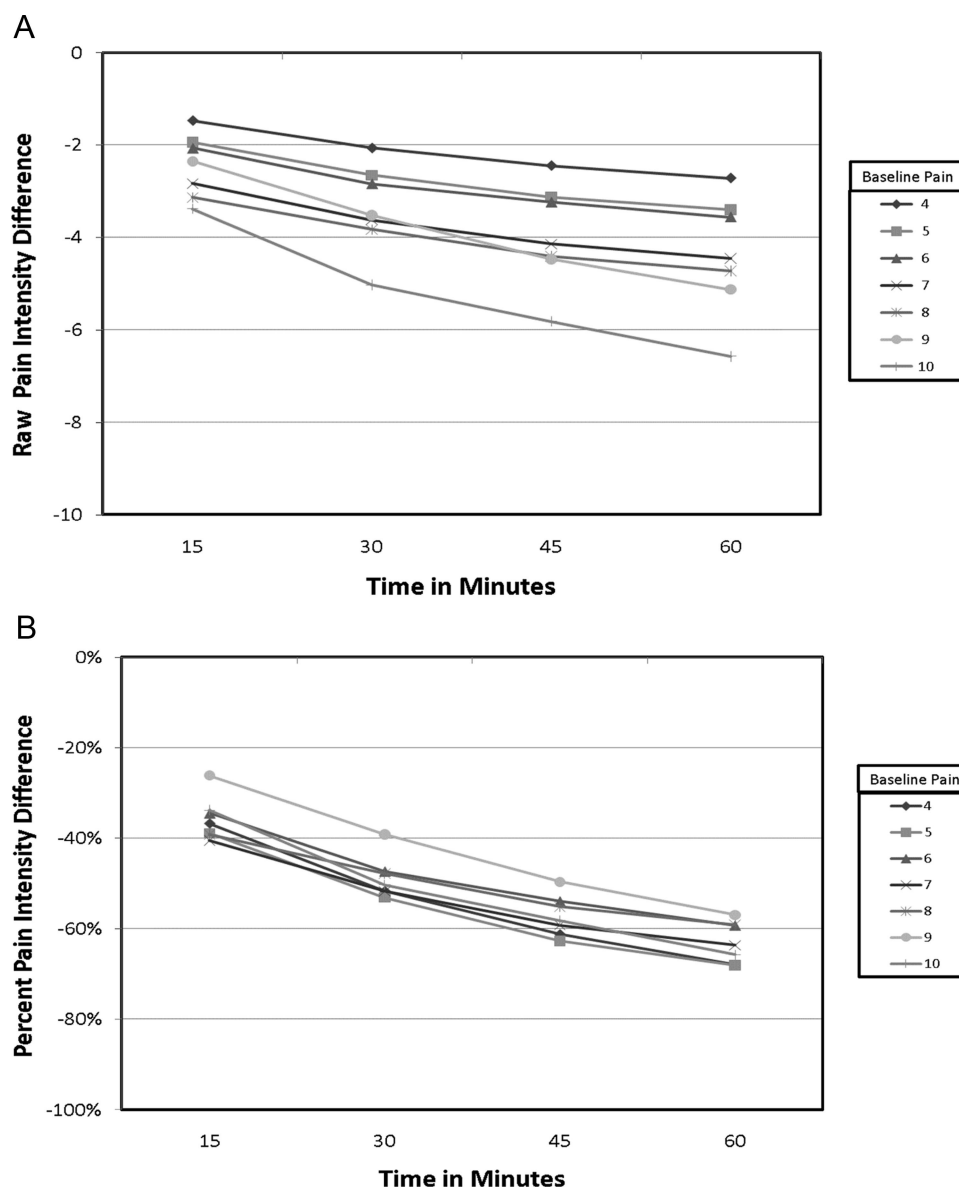 A
0
-2
-4
-6
-8
-10
Raw Pain Intensity Difference
15 30 45 60
Time in Minutes
Baseline Pain
4
5
6
7
8
9
10
B
0%
-20%
-40%
-60%
-80%
-100%
Percent Pain Intensity Difference
15 30 45 60
Time in Minutes
Baseline Pain
4
5
6
7
8
9
10